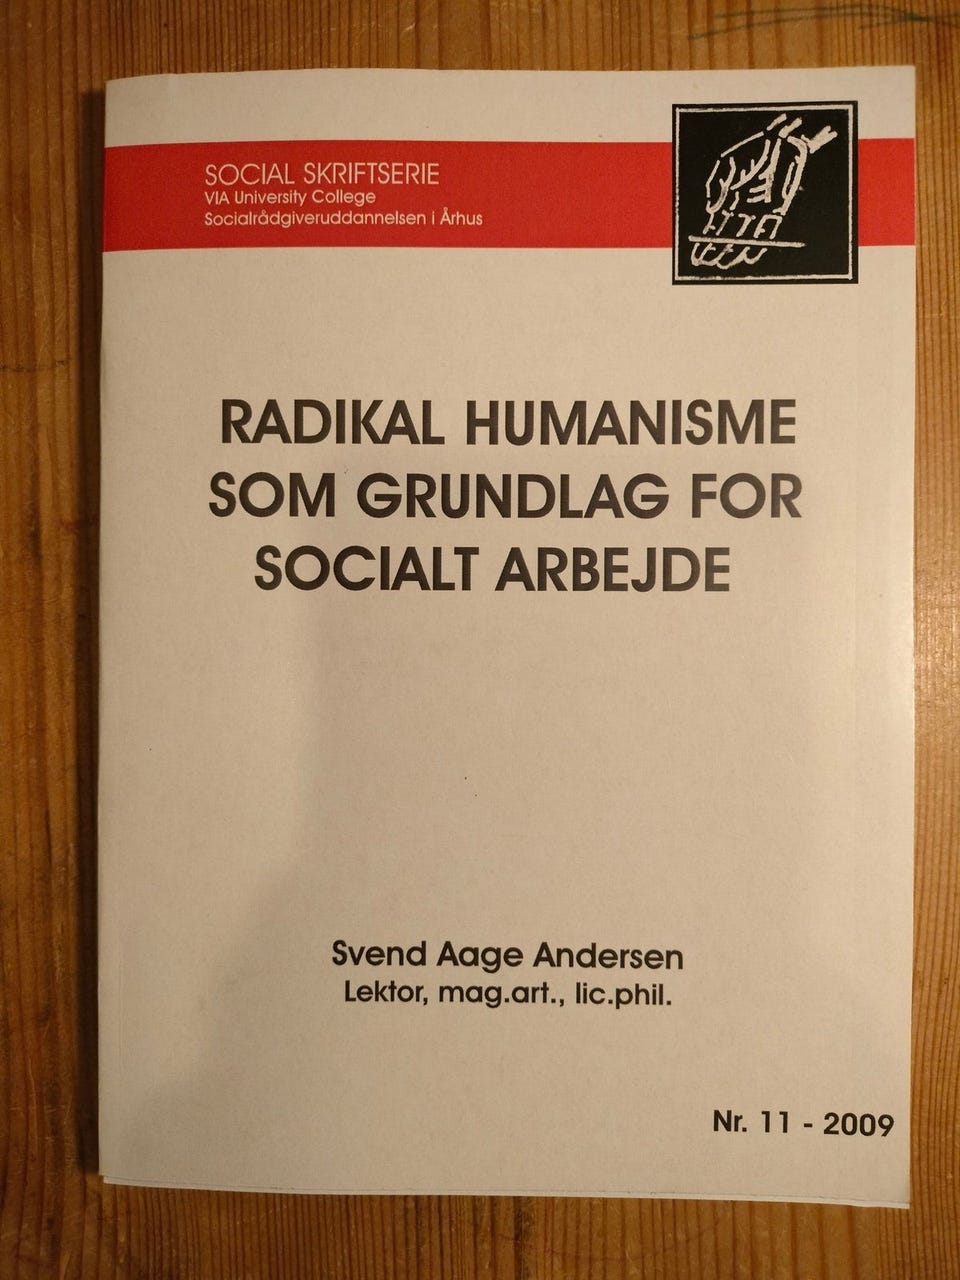 SOCIAL SKRIFTSERIE
VIA University College
Socialrådgiveruddannelsen i Århus
RADIKAL HUMANISME
SOM GRUNDLAG FOR
SOCIALT ARBEJDE
Svend Aage Andersen
Lektor, mag.art., lic.phil.
Nr. 11 - 2009